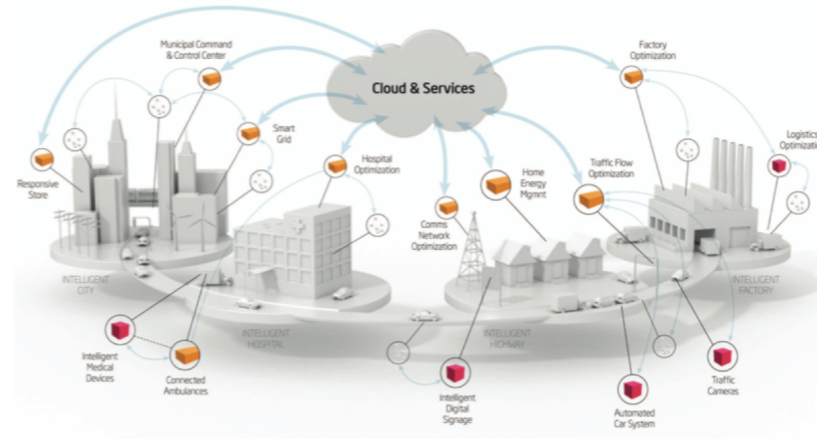 Municipal Command
& Control Center
Cloud & Services
Factory
Optimization
Smart
Grid
Logistics
Hospital
Optimization
Responsive
Store
Home
Energy
Mgmnt
Traffic Flow
Optimization
Comms
Network
Optimization
INTELLIGENT
CITY
INTELLIGENT
FACTORY
INTELLIGENT
HOSPITAL
INTELLIGENT
HIGHWAY
Intelligent
Medical
Devices
Connected
Ambulances
Intelligent
Digital
Signage
Automated
Car System
Traffic
Cameras